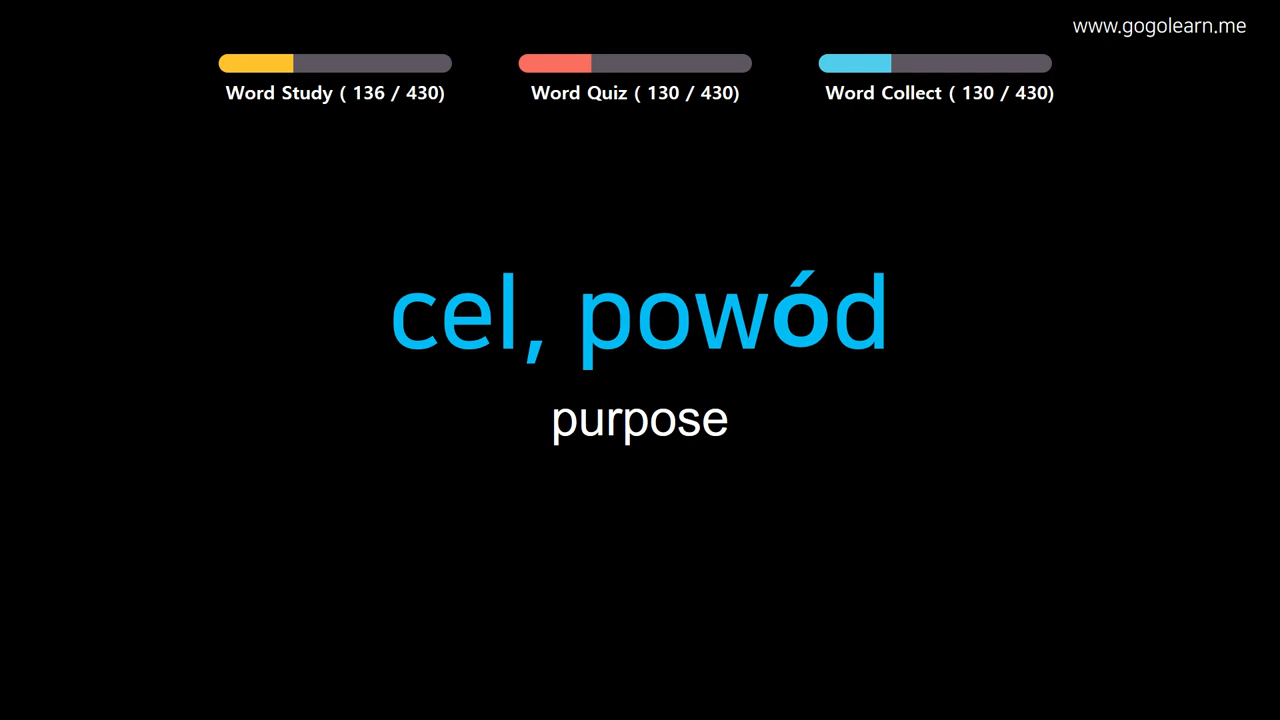 www.gogolearn.me
Word Study ( 136 / 430)
Word Quiz ( 130 / 430)
Word Collect ( 130 / 430)
cel, powód
purpose